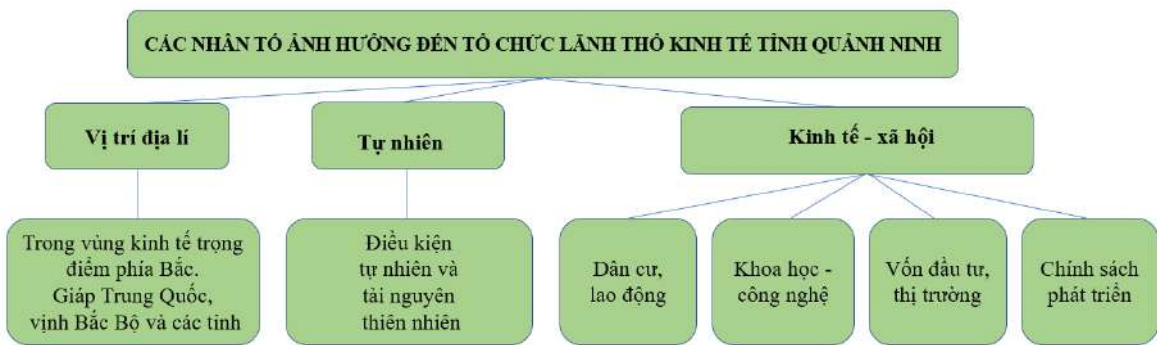 CÁC NHÂN TỐ ẢNH HƯỞNG ĐẾN TỔ CHỨC LÃNH THỔ KINH TẾ TỈNH QUẢNG NINH
Vị trí địa lí
Tự nhiên
Kinh tế - xã hội
Trong vùng kinh tế trọng
điểm phía Bắc.
Giáp Trung Quốc,
vịnh Bắc Bộ và các tỉnh
Điều kiện
tự nhiên và
tài nguyên
thiên nhiên
Dân cư,
lao động
Khoa học -
công nghệ
Vốn đầu tư,
thị trường
Chính sách
phát triển